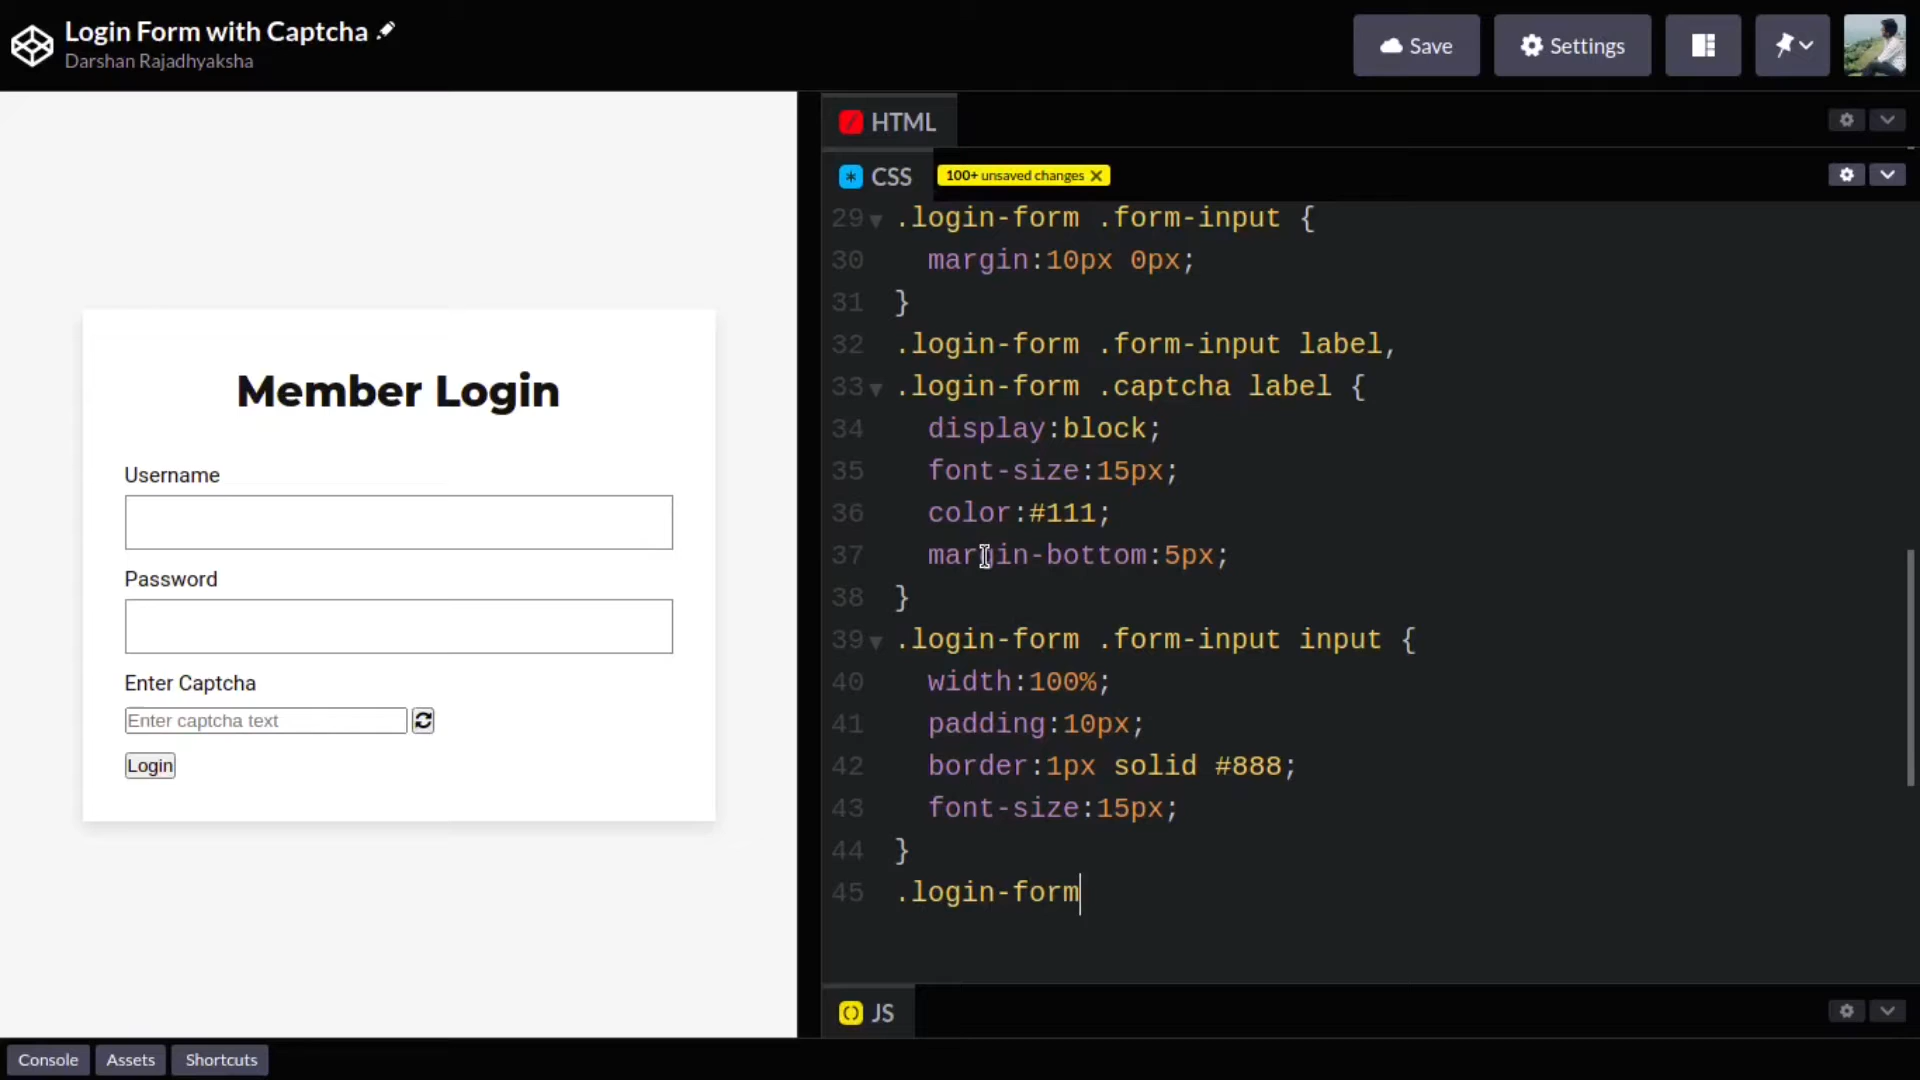 Login Form with Captcha
Darshan Rajadhyaksha
Save
Settings
Member Login
Username
Password
Enter Captcha
Enter captcha text
Login
HTML
CSS
100+ unsaved changes
29 .login-form .form-input {
30 margin:10px 0px;
31 }
32 .login-form .form-input label,
33 .login-form .captcha label {
34 display:block;
35 font-size:15px;
36 color:#111;
37 margin-bottom:5px;
38 }
39 .login-form .form-input input {
40 width:100%;
41 padding:10px;
42 border:1px solid #888;
43 font-size:15px;
44 }
45 .login-form
JS
Console
Assets
Shortcuts